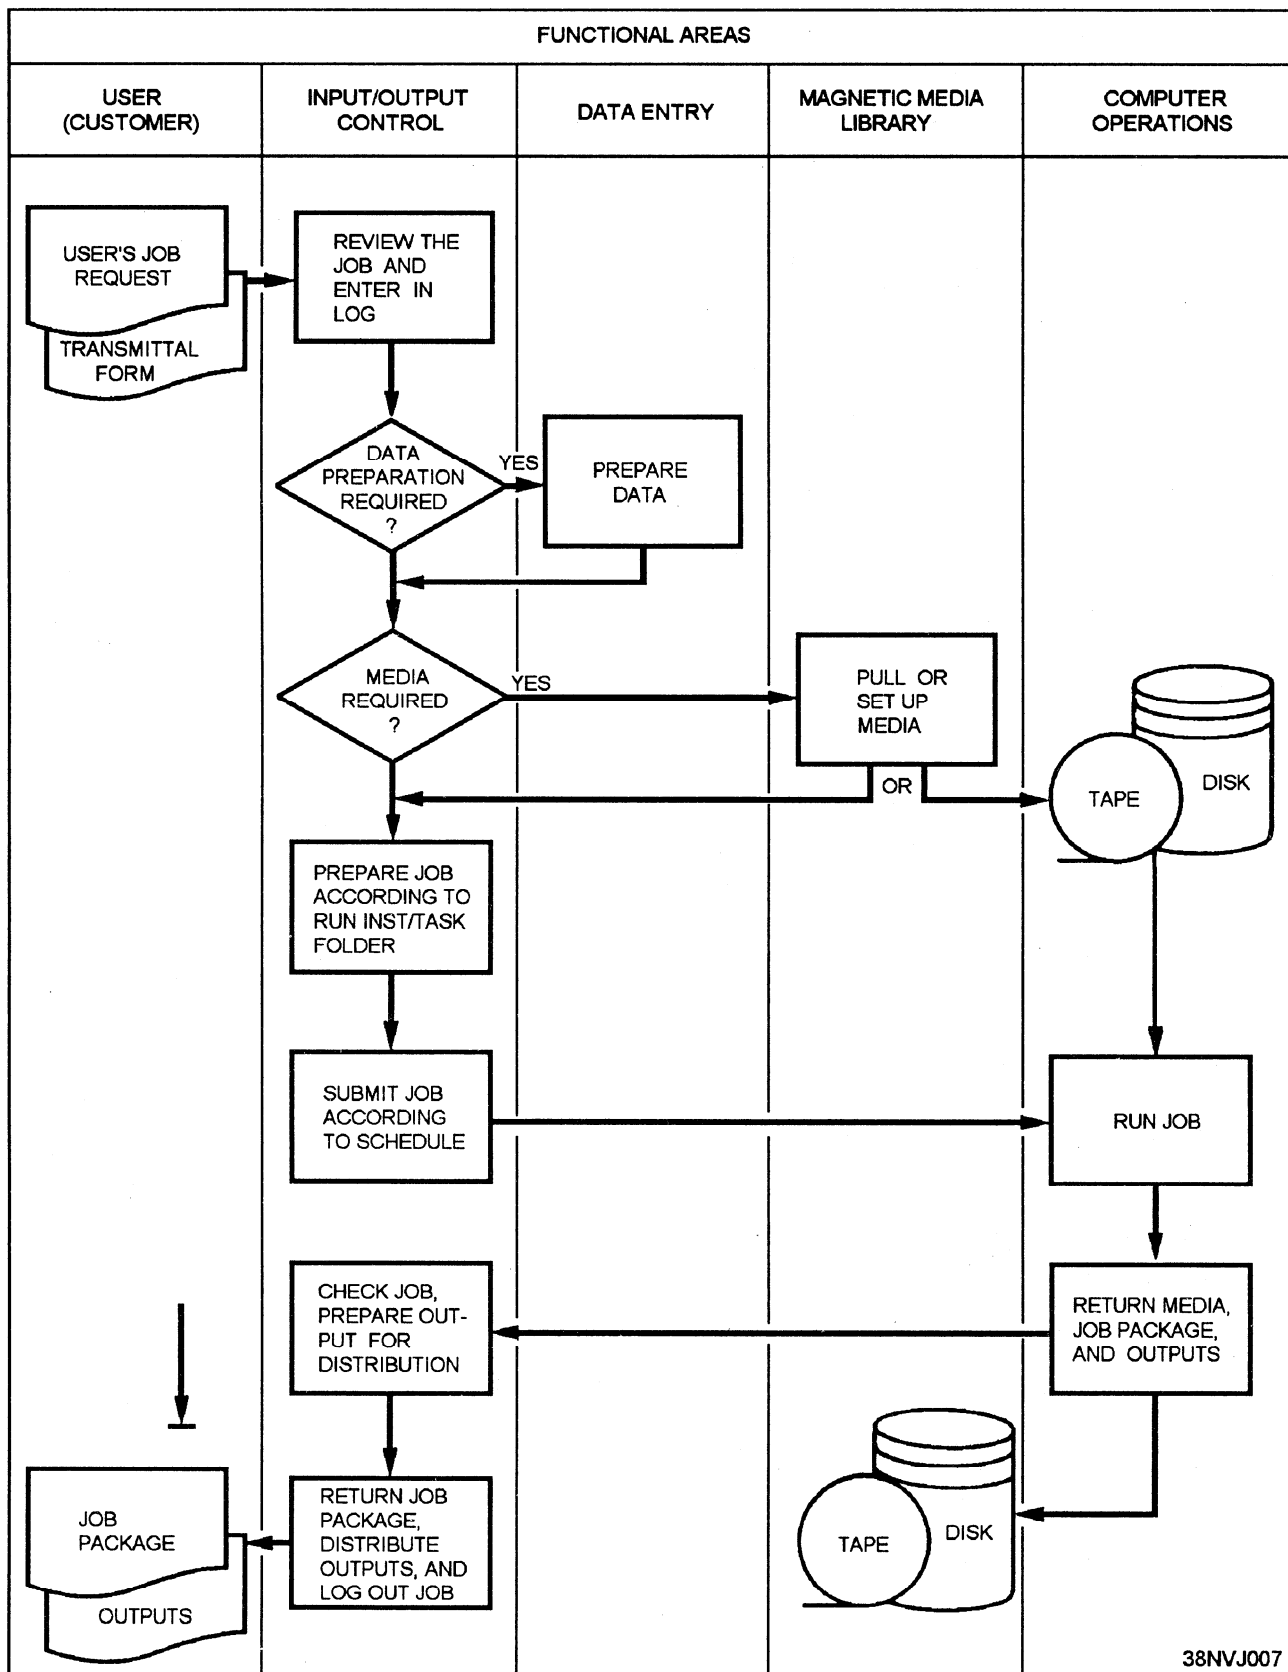 FUNCTIONAL AREAS
USER
(CUSTOMER)
INPUT/OUTPUT
CONTROL
DATA ENTRY
MAGNETIC MEDIA
LIBRARY
COMPUTER
OPERATIONS
USER'S JOB
REQUEST
TRANSMITTAL
FORM
REVIEW THE
JOB AND
ENTER IN
LOG
DATA
PREPARATION
REQUIRED
?
YES
PREPARE
DATA
MEDIA
REQUIRED
?
YES
PULL OR
SET UP
MEDIA
OR
TAPE
DISK
PREPARE JOB
ACCORDING TO
RUN INST/TASK
FOLDER
SUBMIT JOB
ACCORDING
TO SCHEDULE
RUN JOB
CHECK JOB,
PREPARE OUT-
PUT FOR
DISTRIBUTION
RETURN MEDIA,
JOB PACKAGE,
AND OUTPUTS
JOB
PACKAGE
OUTPUTS
RETURN JOB
PACKAGE,
DISTRIBUTE
OUTPUTS, AND
LOG OUT JOB
TAPE
DISK
38NVJ007